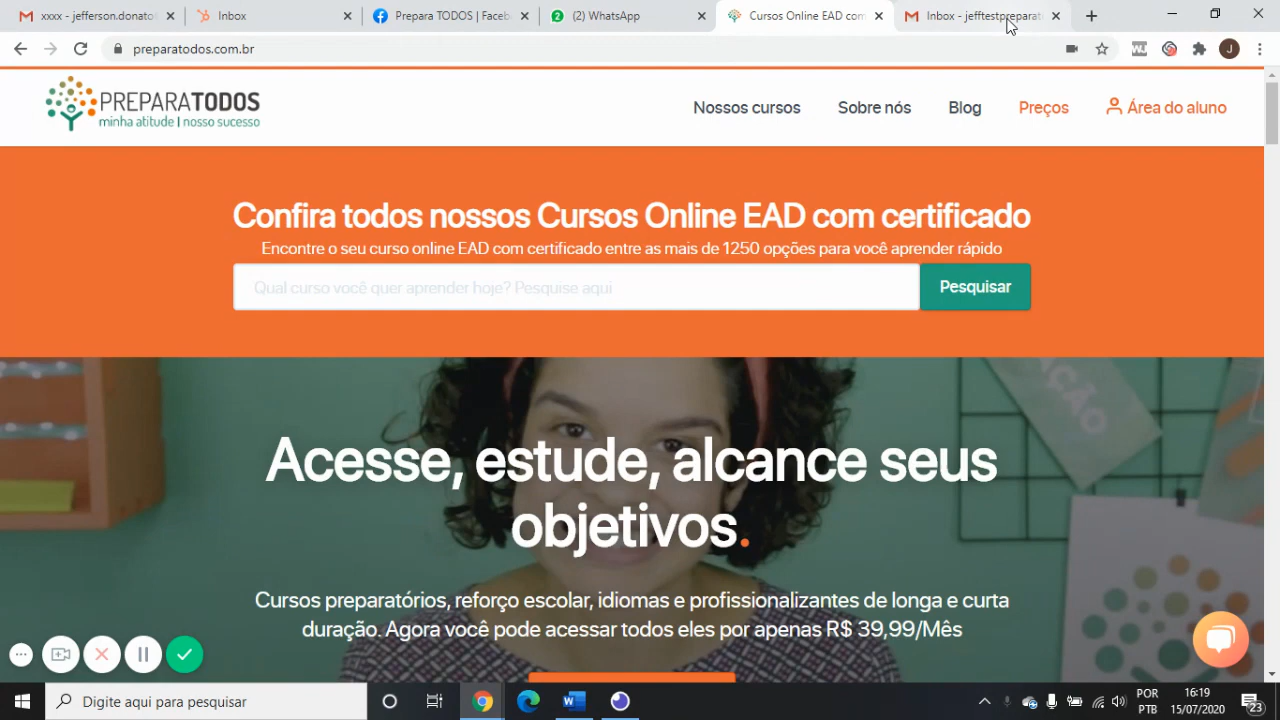 xxxx - jefferson.donato
Inbox
Prepara TODOS | Faceb
(2) WhatsApp
Cursos Online EAD com
Inbox - jefftestprepara
preparatodos.com.br
J
PREPARATODOS
minha atitude | nosso sucesso
Nossos cursos
Sobre nós
Blog
Preços
Área do aluno
Confira todos nossos Cursos Online EAD com certificado
Encontre o seu curso online EAD com certificado entre as mais de 1250 opções para você aprender rápido
Qual curso você quer aprender hoje? Pesquise aqui
Pesquisar
Acesse, estude, alcance seus
objetivos.
Cursos preparatórios, reforço escolar, idiomas e profissionalizantes de longa e curta
duração. Agora você pode acessar todos eles por apenas R$ 39,99/Mês
Digite aqui para pesquisar
POR
PTB
16:19
15/07/2020
23